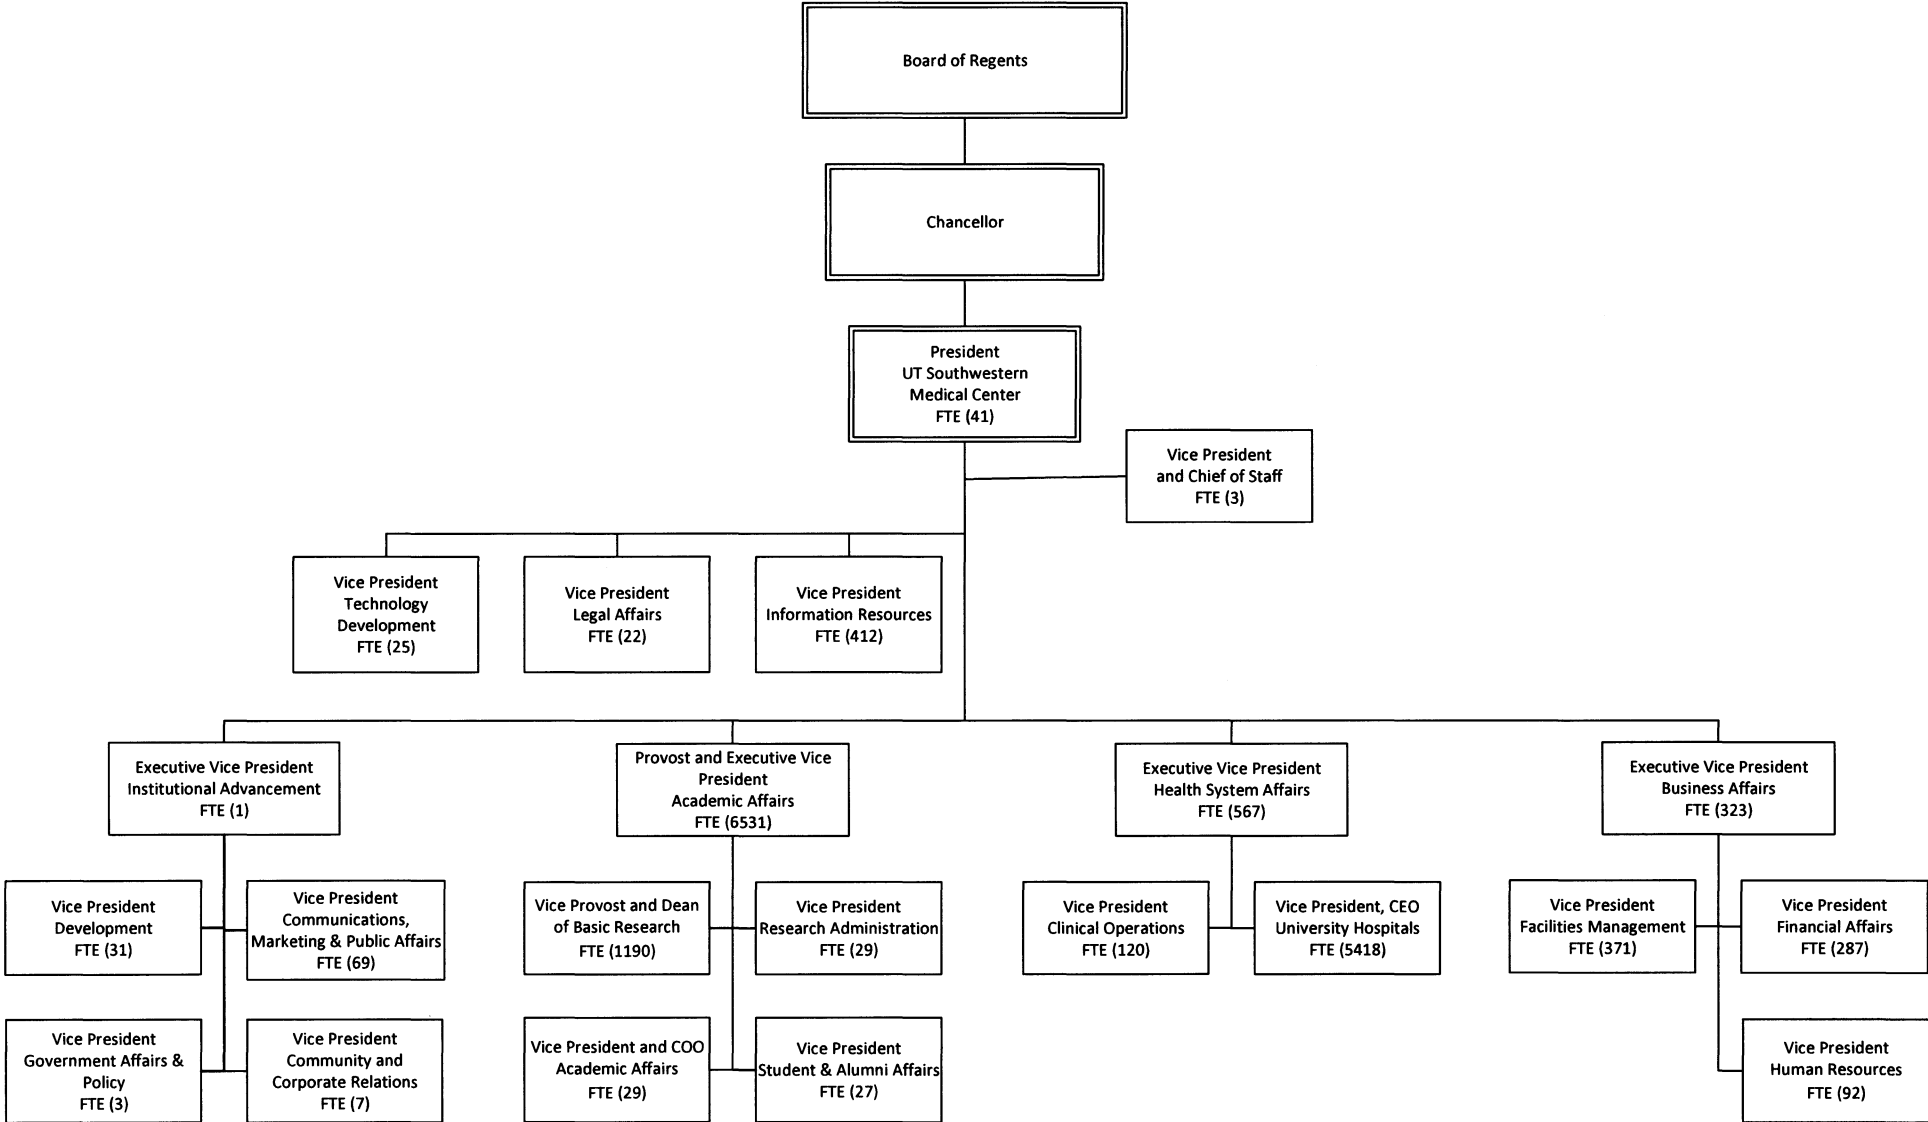 Board of Regents
Chancellor
President
UT Southwestern
Medical Center
FTE (41)
Vice President
and Chief of Staff
FTE (3)
Vice President
Technology
Development
FTE (25)
Vice President
Legal Affairs
FTE (22)
Vice President
Information Resources
FTE (412)
Executive Vice President
Institutional Advancement
FTE (1)
Provost and Executive Vice
President
Academic Affairs
FTE (6531)
Executive Vice President
Health System Affairs
FTE (567)
Executive Vice President
Business Affairs
FTE (323)
Vice President
Development
FTE (31)
Vice President
Communications,
Marketing & Public Affairs
FTE (69)
Vice Provost and Dean
of Basic Research
FTE (1190)
Vice President
Research Administration
FTE (29)
Vice President
Clinical Operations
FTE (120)
Vice President, CEO
University Hospitals
FTE (5418)
Vice President
Facilities Management
FTE (371)
Vice President
Financial Affairs
FTE (287)
Vice President
Government Affairs &
Policy
FTE (3)
Vice President
Community and
Corporate Relations
FTE (7)
Vice President and COO
Academic Affairs
FTE (29)
Vice President
Student & Alumni Affairs
FTE (27)
Vice President
Human Resources
FTE (92)